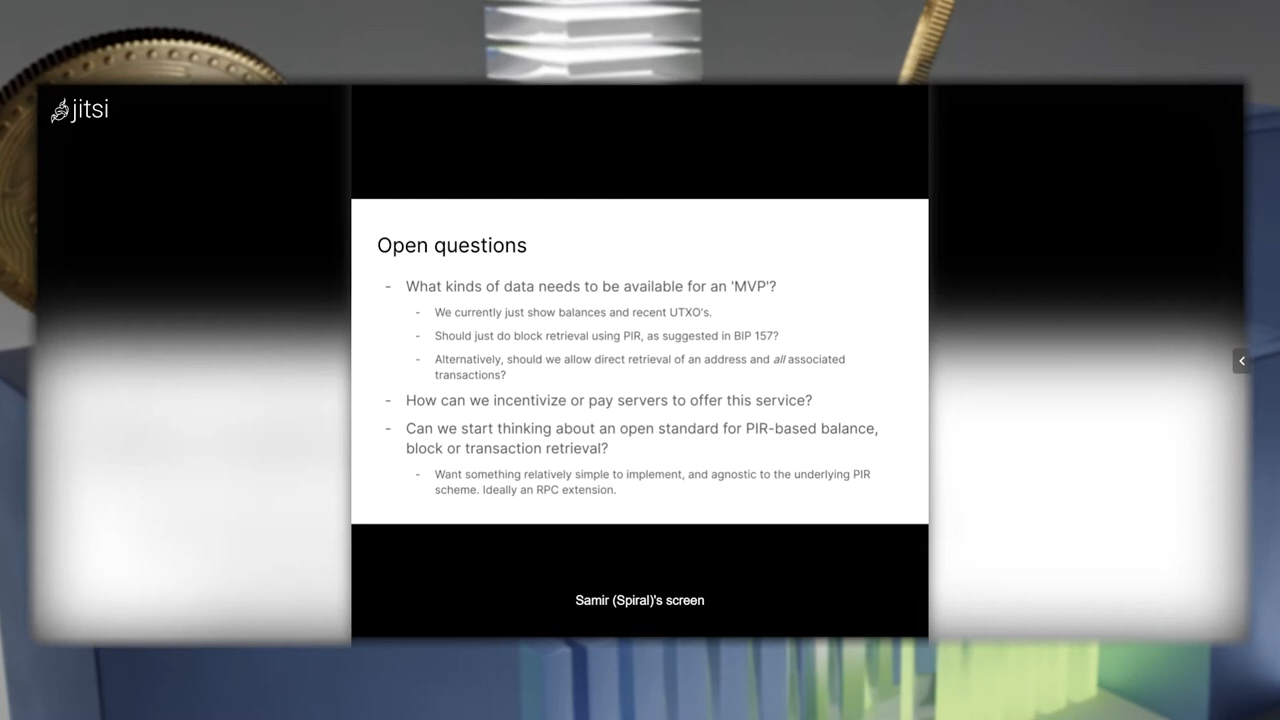 jitsi
Open questions
- What kinds of data needs to be available for an 'MVP'?
- We currently just show balances and recent UTXO's.
- Should just do block retrieval using PIR, as suggested in BIP 157?
- Alternatively, should we allow direct retrieval of an address and all associated
transactions?
- How can we incentivize or pay servers to offer this service?
- Can we start thinking about an open standard for PIR-based balance,
block or transaction retrieval?
- Want something relatively simple to implement, and agnostic to the underlying PIR
scheme. Ideally an RPC extension.
Samir (Spiral)'s screen